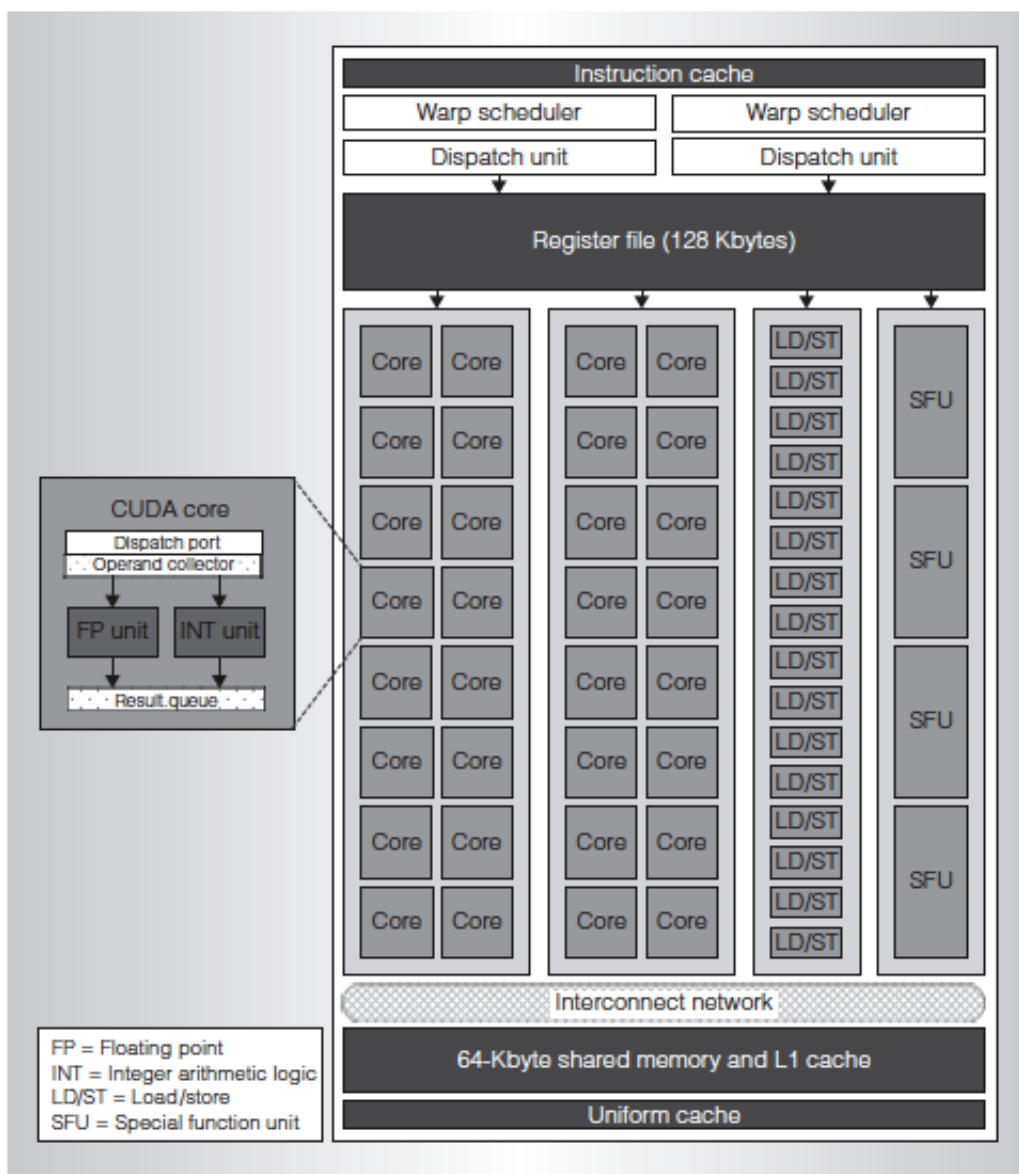 Instruction cache
Warp scheduler Warp scheduler
Dispatch unit Dispatch unit
Register file (128 Kbytes)
Core Core Core Core LD/ST LD/ST SFU
Core Core Core Core LD/ST LD/ST
Core Core Core Core LD/ST LD/ST SFU
Core Core Core Core LD/ST LD/ST
Core Core Core Core LD/ST LD/ST SFU
Core Core Core Core LD/ST LD/ST
Core Core Core Core LD/ST LD/ST SFU
Core Core Core Core LD/ST LD/ST
CUDA core
Dispatch port
Operand collector
FP unit INT unit
Result queue
Interconnect network
64-Kbyte shared memory and L1 cache
Uniform cache
FP = Floating point
INT = Integer arithmetic logic
LD/ST = Load/store
SFU = Special function unit